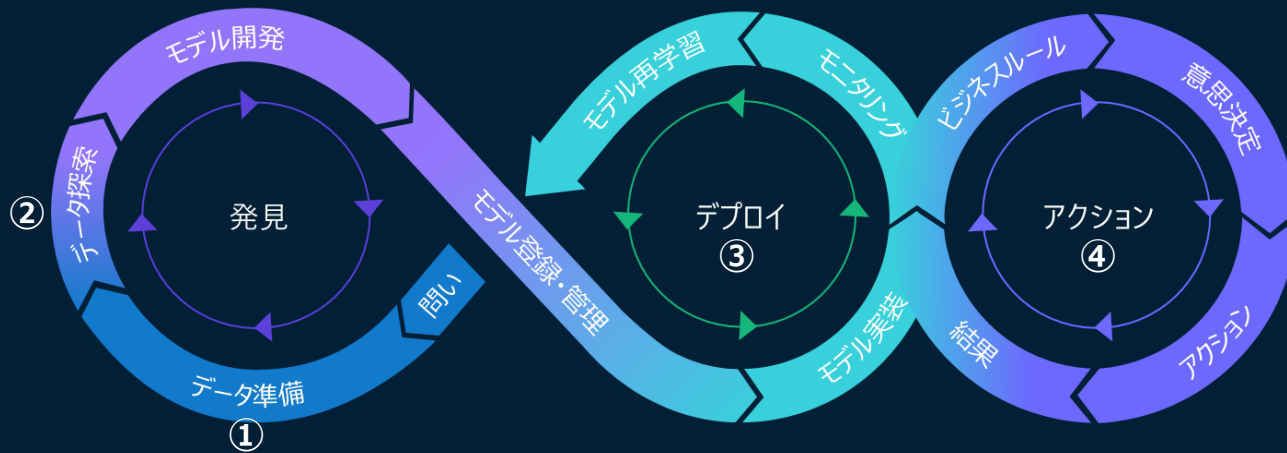 問い
データ準備
①
②
データ探索
モデル開発
発見
モデル登録・管理
モデル実装
モニタリング
モデル再学習
デプロイ
③
ビジネスルール
意思決定
アクション
結果
アクション
④